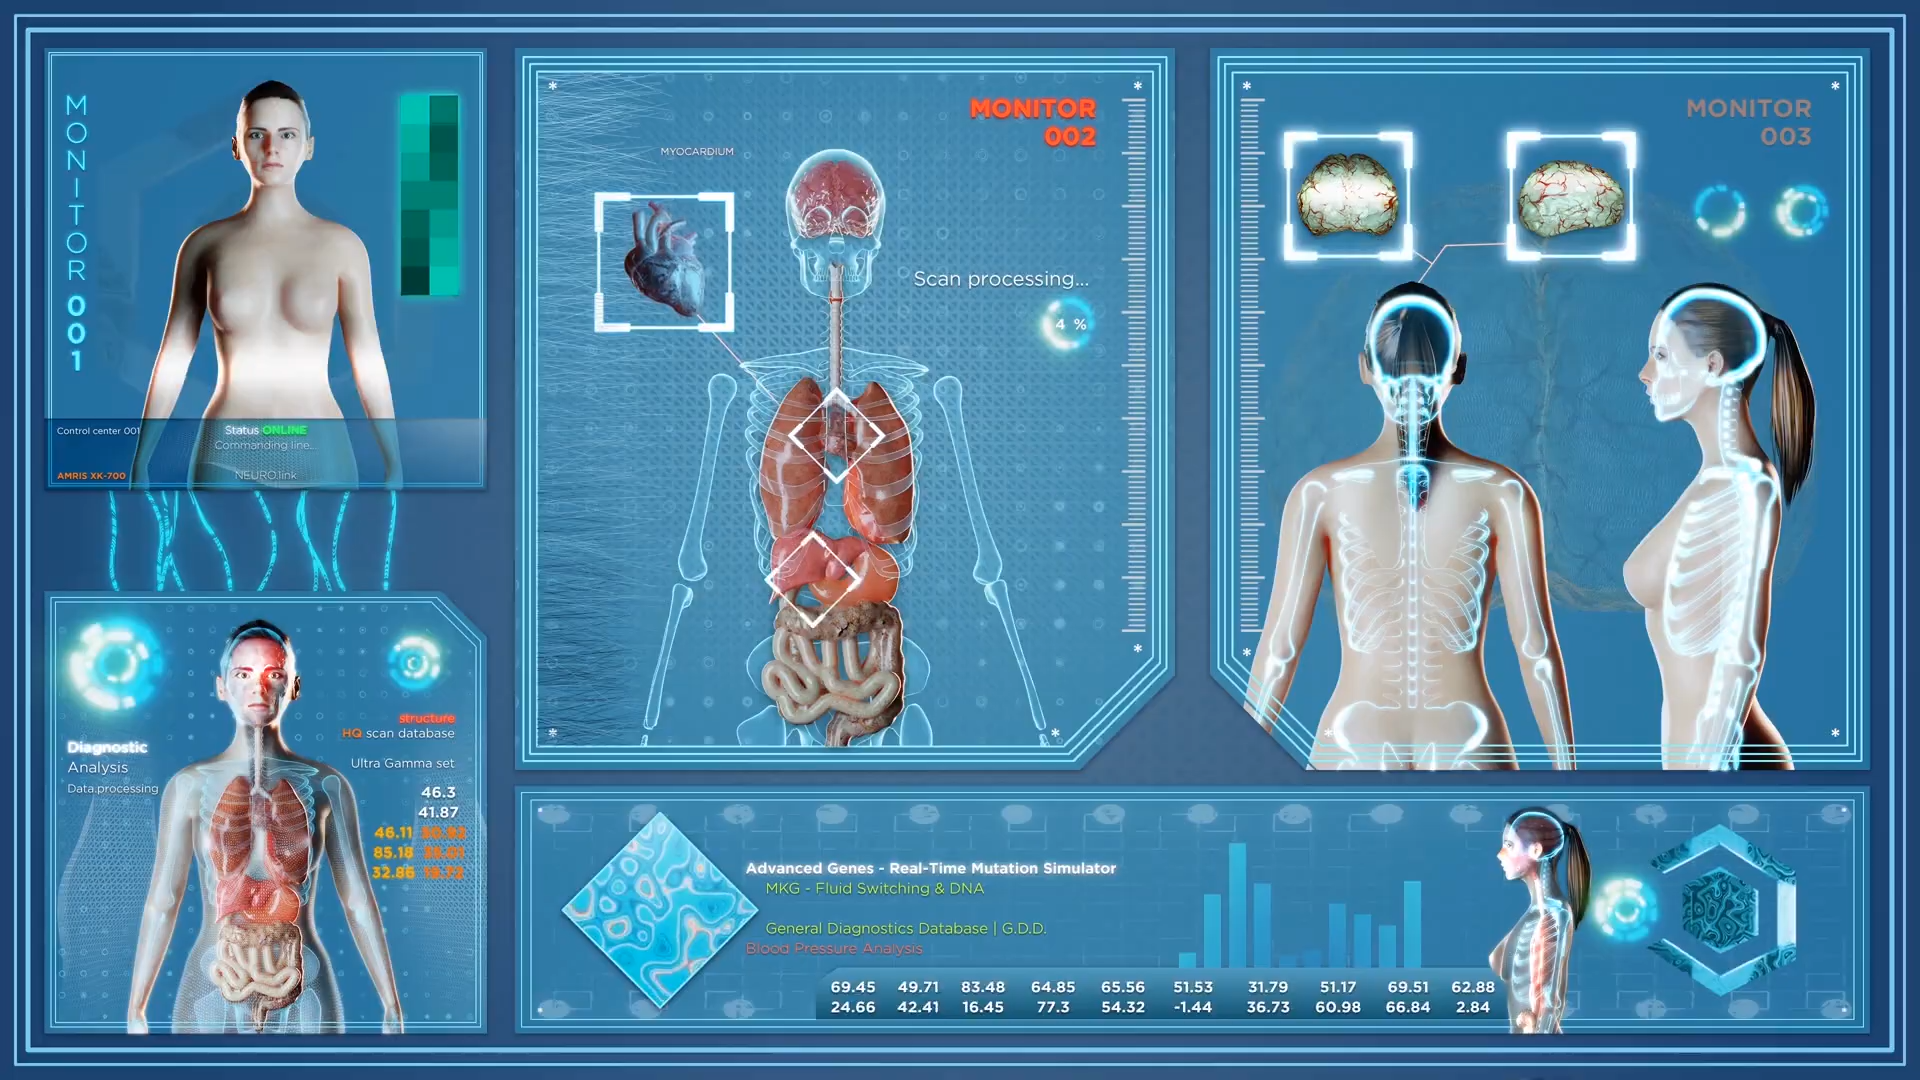 MONITOR 001
Control center 001
Status ONLINE
Commanding line...
AMRIS XK-700
NEURO.link
MONITOR
002
MYOCARDIUM
Scan processing...
4 %
MONITOR
003
structure
HQ scan database
Ultra Gamma set
Diagnostic
Analysis
Data.processing
46.3
41.87
46.11
85.18
32.86
Advanced Genes - Real-Time Mutation Simulator
MKG - Fluid Switching & DNA
General Diagnostics Database | G.D.D.
Blood Pressure Analysis
69.45 49.71 83.48 64.85 65.56 51.53 31.79 51.17 69.51 62.88
24.66 42.41 16.45 77.3 54.32 -1.44 36.73 60.98 66.84 2.84